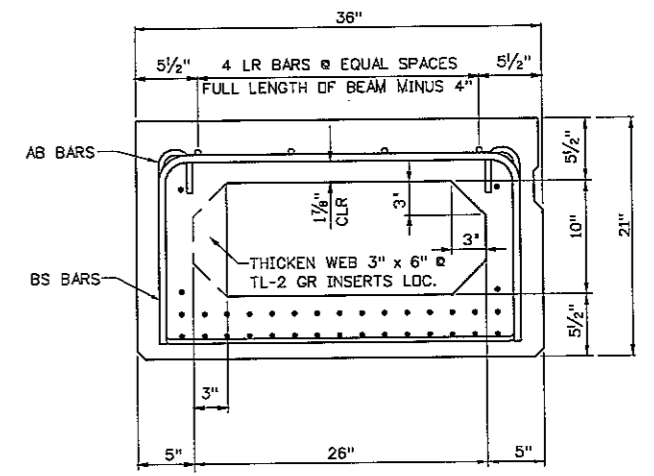 36"
5½"
4 LR BARS @ EQUAL SPACES
FULL LENGTH OF BEAM MINUS 4"
5½"
AB BARS
5½"
1⅞"
CLR
3"
3"
10"
21"
THICKEN WEB 3" x 6" @
TL-2 GR INSERTS LOC.
BS BARS
5½"
3"
5"
26"
5"